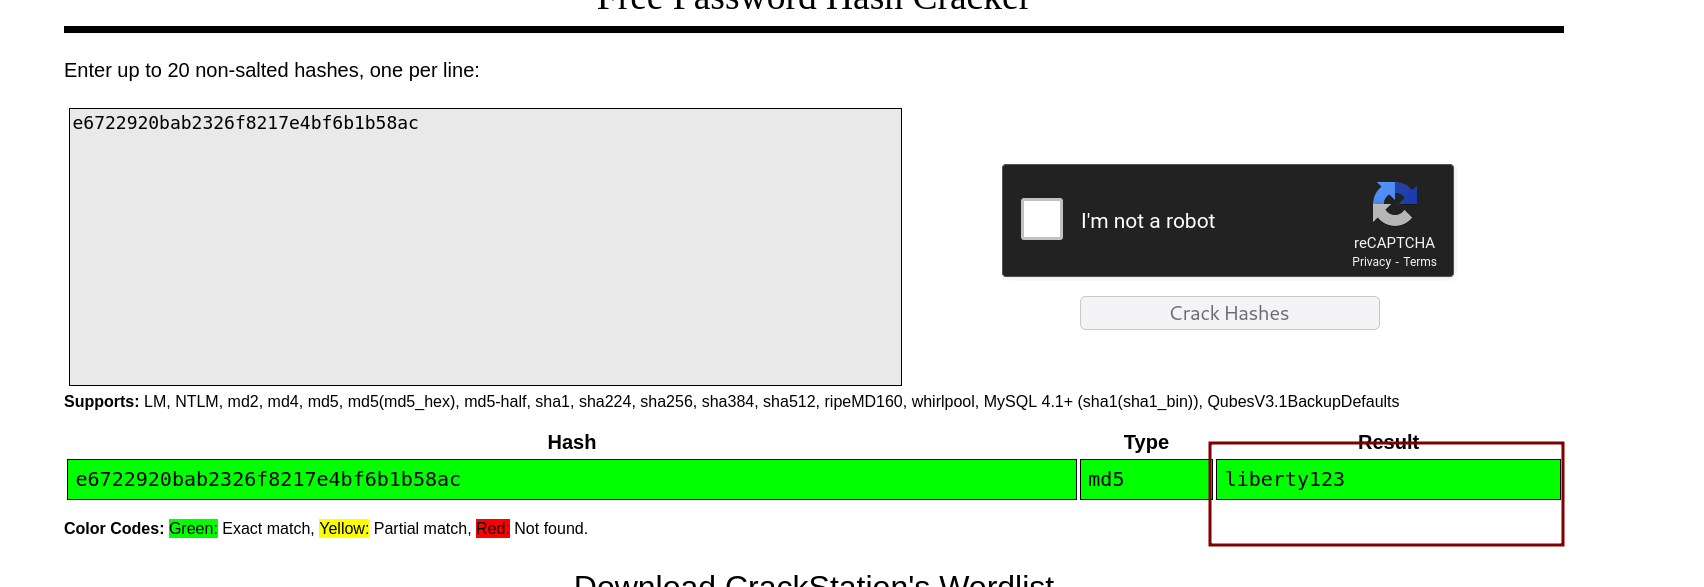 Free Password Hash Cracker
Enter up to 20 non-salted hashes, one per line:
e6722920bab2326f8217e4bf6b1b58ac
I'm not a robot
reCAPTCHA
Privacy - Terms
Crack Hashes
Supports: LM, NTLM, md2, md4, md5, md5(md5_hex), md5-half, sha1, sha224, sha256, sha384, sha512, ripeMD160, whirlpool, MySQL 4.1+ (sha1(sha1_bin)), QubesV3.1BackupDefaults
Hash Type Result
e6722920bab2326f8217e4bf6b1b58ac md5 liberty123
Color Codes: Green: Exact match, Yellow: Partial match, Red: Not found.
Download CrackStation's Wordlist